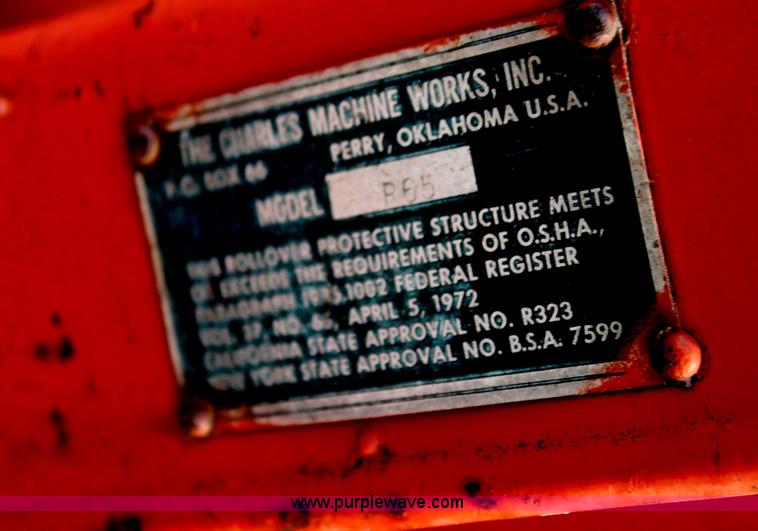 THE CHARLES MACHINE WORKS, INC.
P.O. BOX 66
PERRY, OKLAHOMA U.S.A.
MODEL R65
THIS ROLLOVER PROTECTIVE STRUCTURE MEETS
OR EXCEEDS THE REQUIREMENTS OF O.S.H.A.,
PARAGRAPH 1926.1002 FEDERAL REGISTER
VOL. 37, NO. APRIL 5, 1972
CALIFORNIA STATE APPROVAL NO. R323
NEW YORK STATE APPROVAL NO. B.S.A. 7599
www.purplewave.com